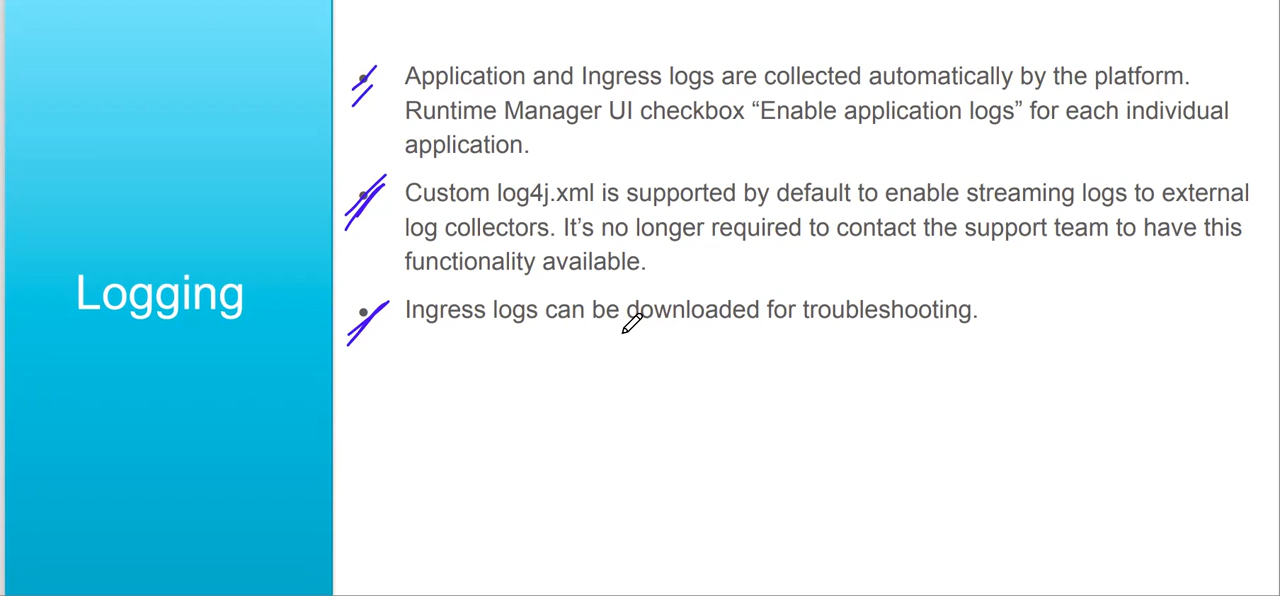 Logging
Application and Ingress logs are collected automatically by the platform.
Runtime Manager UI checkbox “Enable application logs” for each individual
application.
Custom log4j.xml is supported by default to enable streaming logs to external
log collectors. It’s no longer required to contact the support team to have this
functionality available.
Ingress logs can be downloaded for troubleshooting.